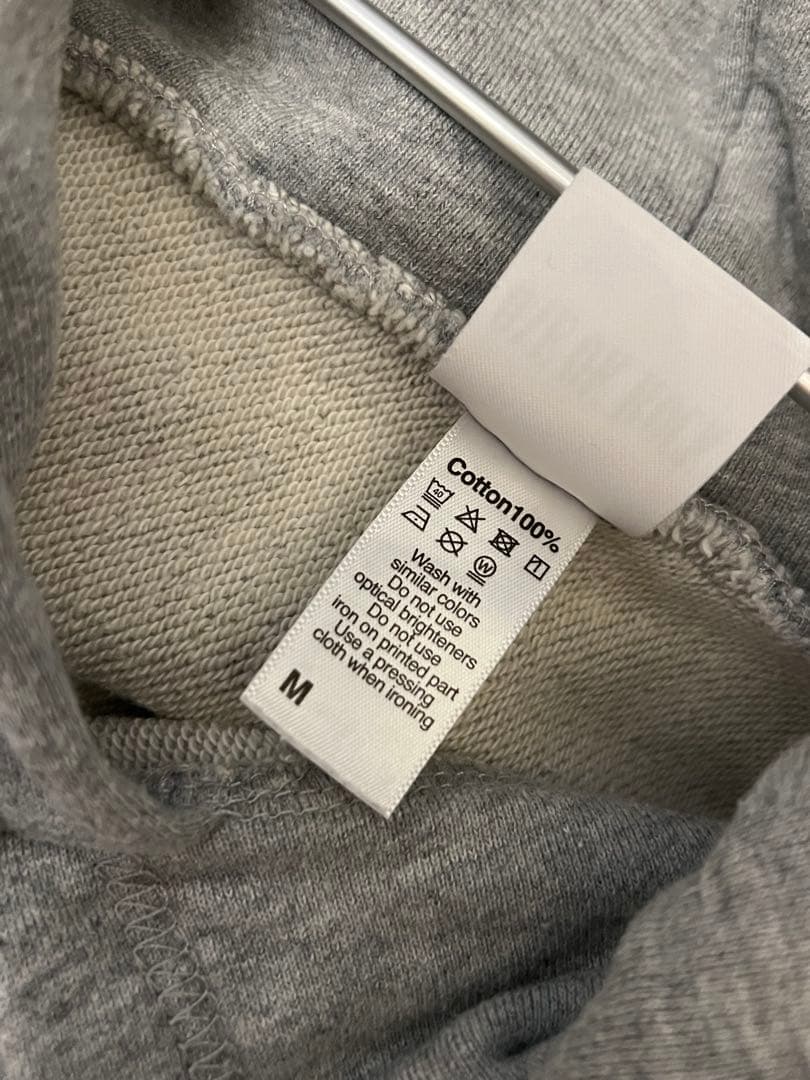 Cotton100%
40
W
Wash with
similar colors
Do not use
optical brighteners
Do not use
iron on printed part
Use a pressing
cloth when ironing
M